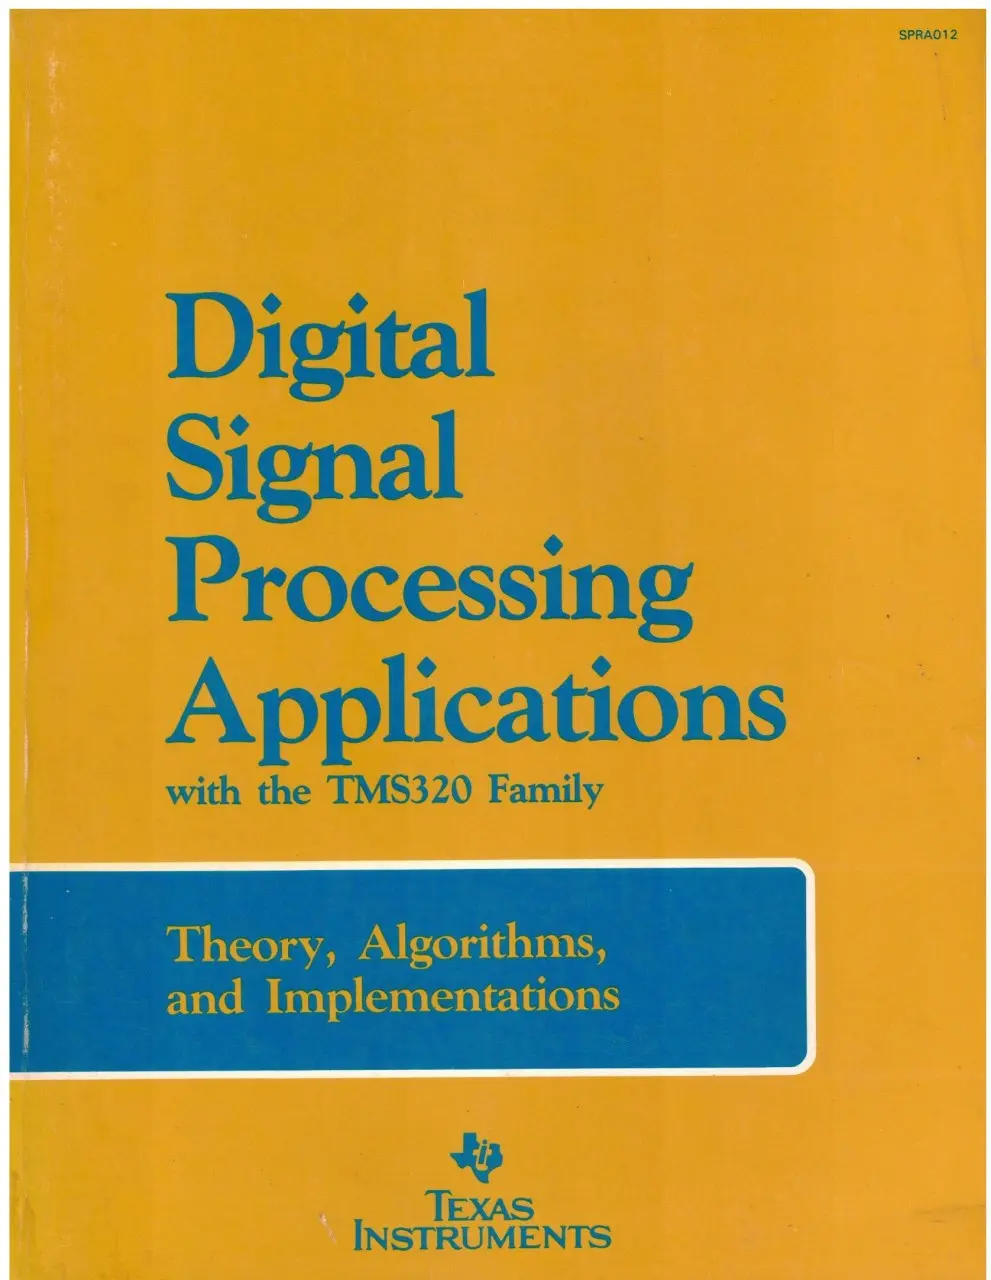 SPRA012
Digital
Signal
Processing
Applications
with the TMS320 Family
Theory, Algorithms,
and Implementations
TEXAS
INSTRUMENTS